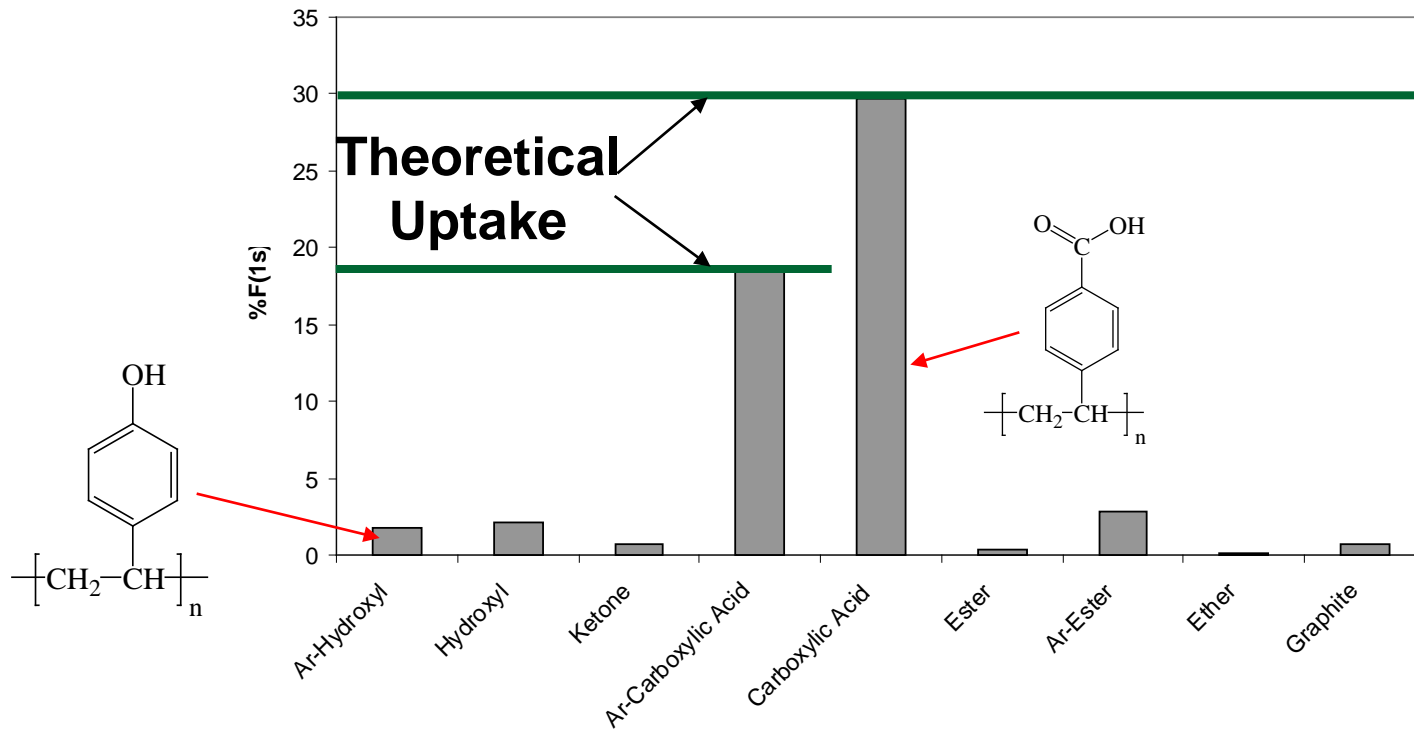 35
30
25
20
15
10
5
0
%F(1s)
Theoretical
Uptake
O
OH
C
CH2
CH
n
OH
CH2
CH
n
Ar-Hydroxyl
Hydroxyl
Ketone
Ar-Carboxylic Acid
Carboxylic Acid
Ester
Ar-Ester
Ether
Graphite